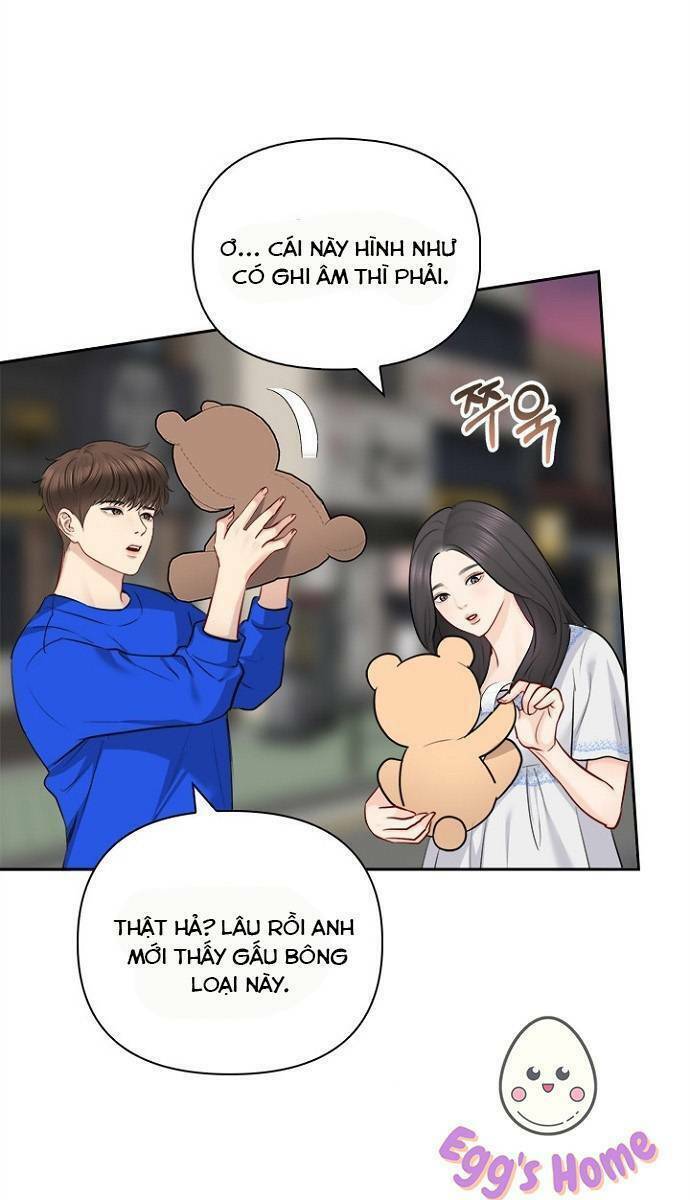 Ơ... CÁI NÀY HÌNH NHƯ
CÓ GHI ÂM THÌ PHẢI.
쭈욱
THẬT HẢ? LÂU RỒI ANH
MỚI THẤY GẤU BÔNG
LOẠI NÀY.
Egg's Home